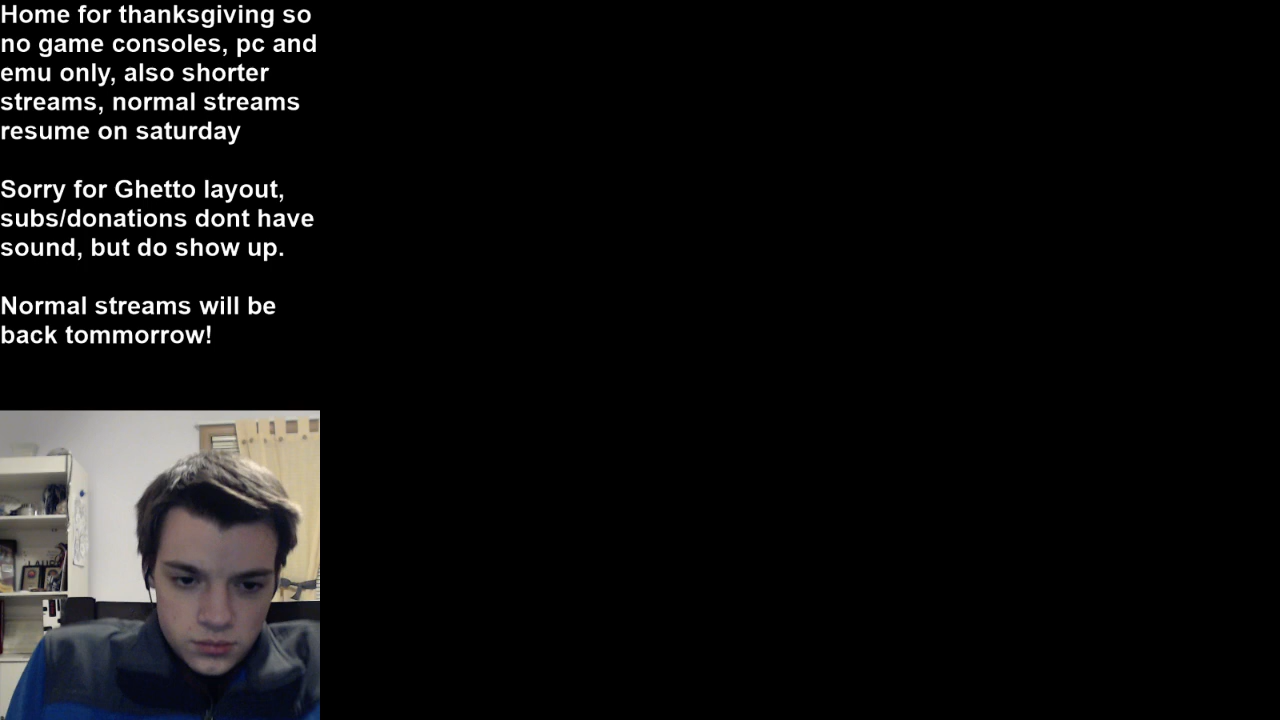 Home for thanksgiving so
no game consoles, pc and
emu only, also shorter
streams, normal streams
resume on saturday
Sorry for Ghetto layout,
subs/donations dont have
sound, but do show up.
Normal streams will be
back tommorrow!